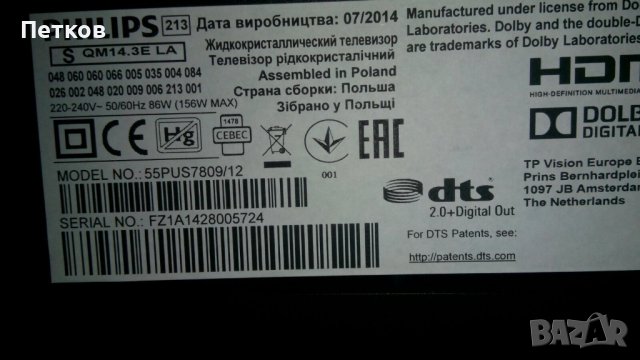 Петков
PHILIPS 213
S QM14.3E LA
048 060 060 066 005 035 004 084
026 002 048 020 009 006 213 001
220-240V~ 50/60Hz 86W (156W MAX)
Дата виробництва: 07/2014
Жидкокристаллический телевизор
Телевізор рідкокристалічний
Assembled in Poland
Страна сборки: Польша
Зібрано у Польщі
Hg
1478
CEBEC
001
EAC
MODEL NO.: 55PUS7809/12
SERIAL NO.: FZ1A1428005724
Manufactured under license from
Laboratories. Dolby and the double-D
are trademarks of Dolby Laboratories
HDMI
HIGH-DEFINITION MULTIMEDIA
DOLBY
DIGITAL
TP Vision Europe B
Prins Bernhardplei
1097 JB Amsterda
The Netherlands
dts
2.0+Digital Out
For DTS Patents, see:
http://patents.dts.com
BAZAR